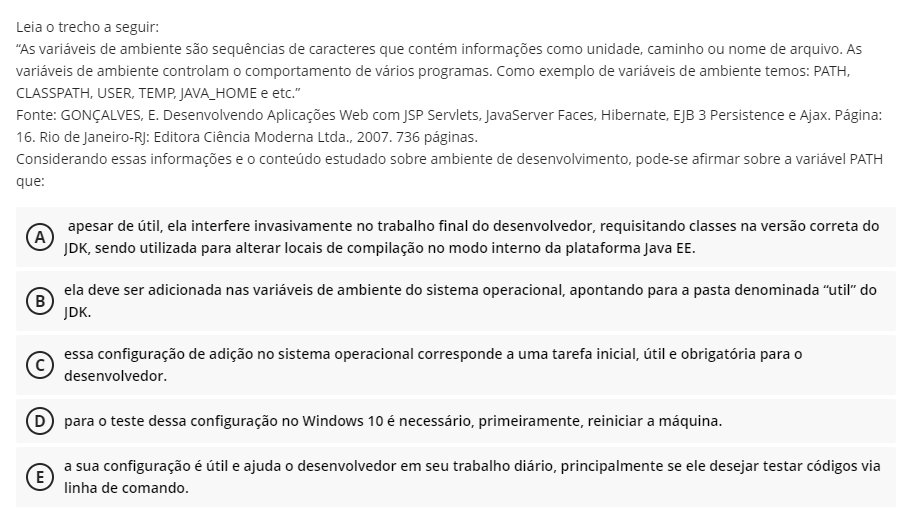 Leia o trecho a seguir:
“As variáveis de ambiente são sequências de caracteres que contém informações como unidade, caminho ou nome de arquivo. As
variáveis de ambiente controlam o comportamento de vários programas. Como exemplo de variáveis de ambiente temos: PATH,
CLASSPATH, USER, TEMP, JAVA_HOME e etc.”
Fonte: GONÇALVES, E. Desenvolvendo Aplicações Web com JSP Servlets, JavaServer Faces, Hibernate, EJB 3 Persistence e Ajax. Página:
16. Rio de Janeiro-RJ: Editora Ciência Moderna Ltda., 2007. 736 páginas.
Considerando essas informações e o conteúdo estudado sobre ambiente de desenvolvimento, pode-se afirmar sobre a variável PATH
que:
A apesar de útil, ela interfere invasivamente no trabalho final do desenvolvedor, requisitando classes na versão correta do
JDK, sendo utilizada para alterar locais de compilação no modo interno da plataforma Java EE.
B ela deve ser adicionada nas variáveis de ambiente do sistema operacional, apontando para a pasta denominada “util” do
JDK.
C essa configuração de adição no sistema operacional corresponde a uma tarefa inicial, útil e obrigatória para o
desenvolvedor.
D para o teste dessa configuração no Windows 10 é necessário, primeiramente, reiniciar a máquina.
E a sua configuração é útil e ajuda o desenvolvedor em seu trabalho diário, principalmente se ele desejar testar códigos via
linha de comando.